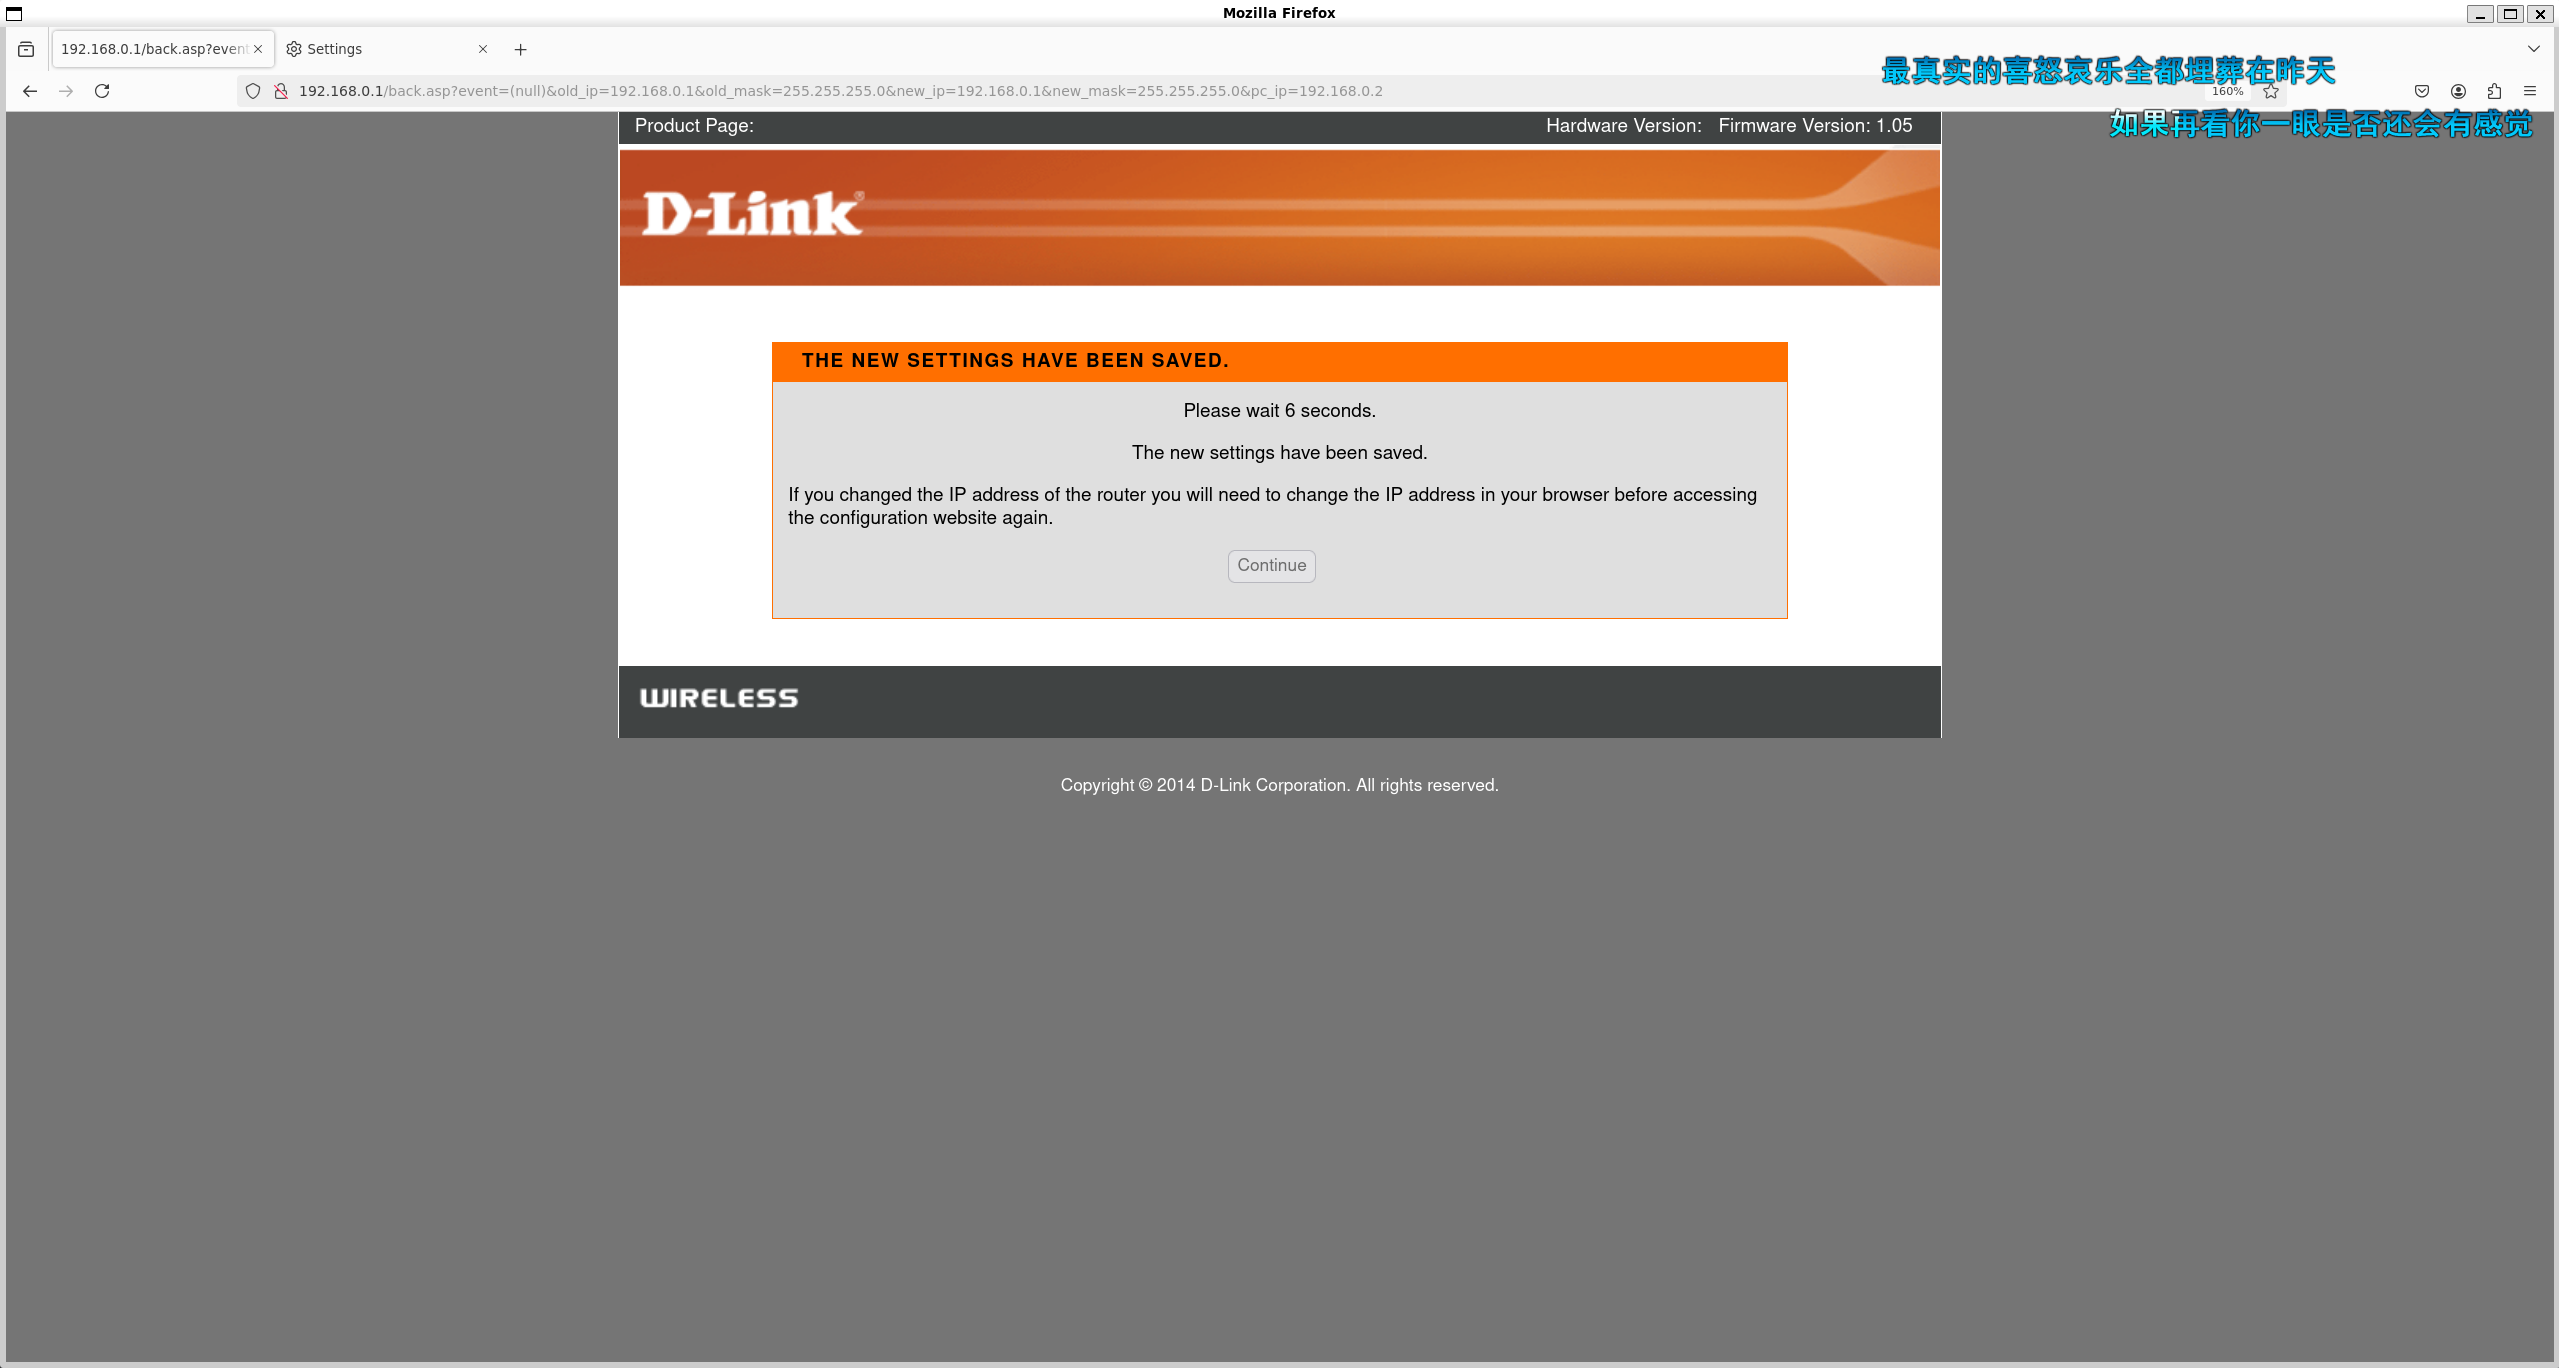 Mozilla Firefox
192.168.0.1/back.asp?event
Settings
最真实的喜怒哀乐全都埋葬在昨天
192.168.0.1/back.asp?event=(null)&old_ip=192.168.0.1&old_mask=255.255.255.0&new_ip=192.168.0.1&new_mask=255.255.255.0&pc_ip=192.168.0.2
160%
如果再看你一眼是否还会有感觉
Product Page:
Hardware Version: Firmware Version: 1.05
D-Link®
THE NEW SETTINGS HAVE BEEN SAVED.
Please wait 6 seconds.
The new settings have been saved.
If you changed the IP address of the router you will need to change the IP address in your browser before accessing
the configuration website again.
Continue
WIRELESS
Copyright © 2014 D-Link Corporation. All rights reserved.